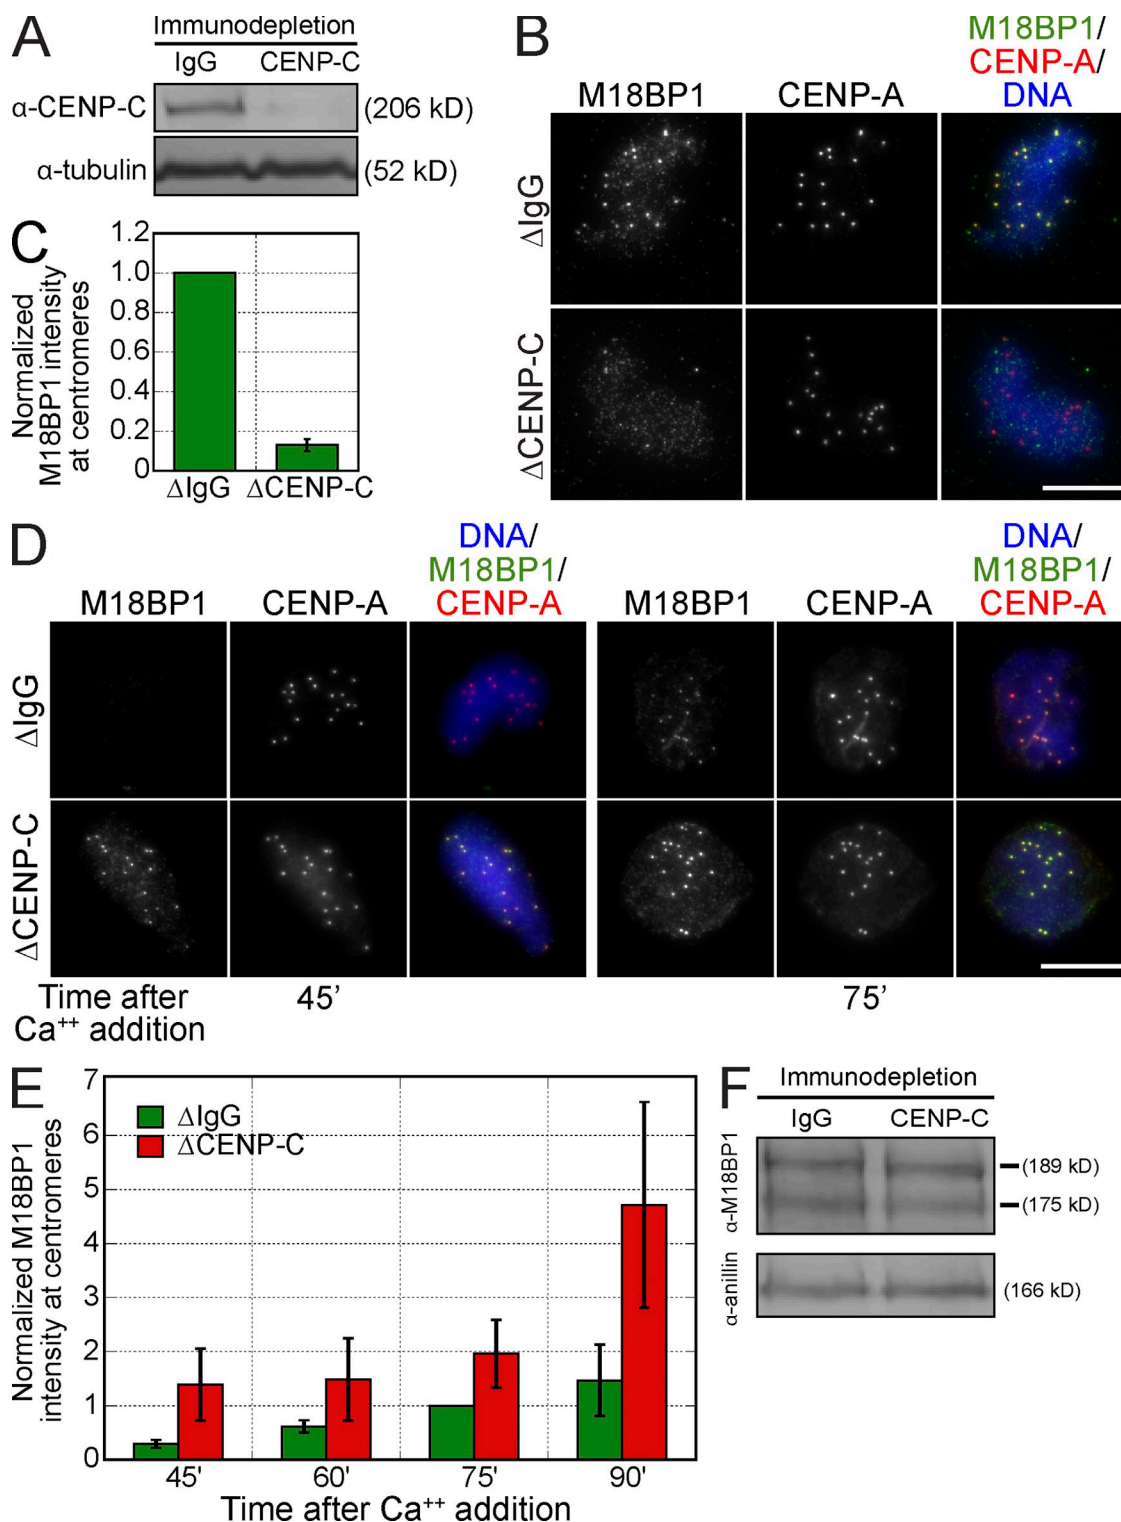 A
Immunodepletion
IgG CENP-C
α-CENP-C (206 kD)
α-tubulin (52 kD)
B
M18BP1/
CENP-A/
M18BP1 CENP-A DNA
ΔIgG
ΔCENP-C
C
Normalized
M18BP1 intensity
at centromeres
1.2
1.0
0.8
0.6
0.4
0.2
0
ΔIgG ΔCENP-C
D
DNA/ DNA/
M18BP1/ M18BP1/
M18BP1 CENP-A CENP-A M18BP1 CENP-A CENP-A
ΔIgG
ΔCENP-C
Time after 45' 75'
Ca⁺⁺ addition
E
Normalized M18BP1
intensity at centromeres
7
6
5
4
3
2
1
0
ΔIgG
ΔCENP-C
45' 60' 75' 90'
Time after Ca⁺⁺ addition
F
Immunodepletion
IgG CENP-C
α-M18BP1
(189 kD)
(175 kD)
α-anillin
(166 kD)